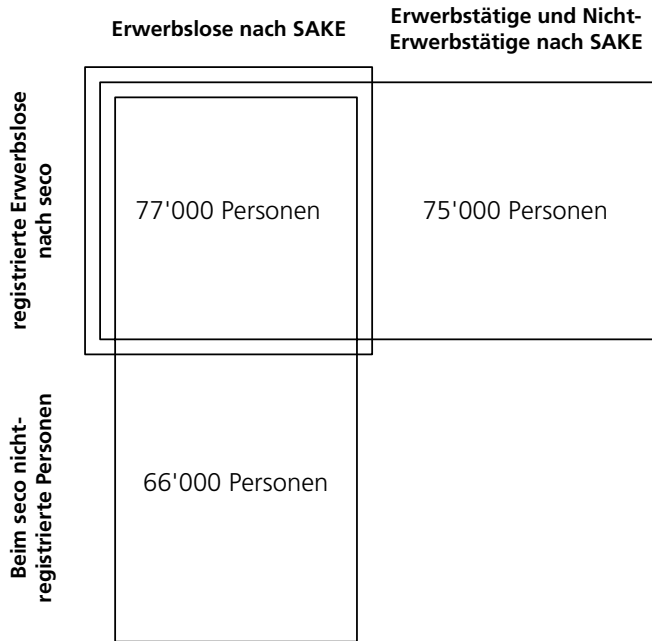 Erwerbslose nach SAKE
Erwerbstätige und Nicht-
Erwerbstätige nach SAKE
registrierte Erwerbslose
nach seco
77'000 Personen
75'000 Personen
Beim seco nicht-
registrierte Personen
66'000 Personen